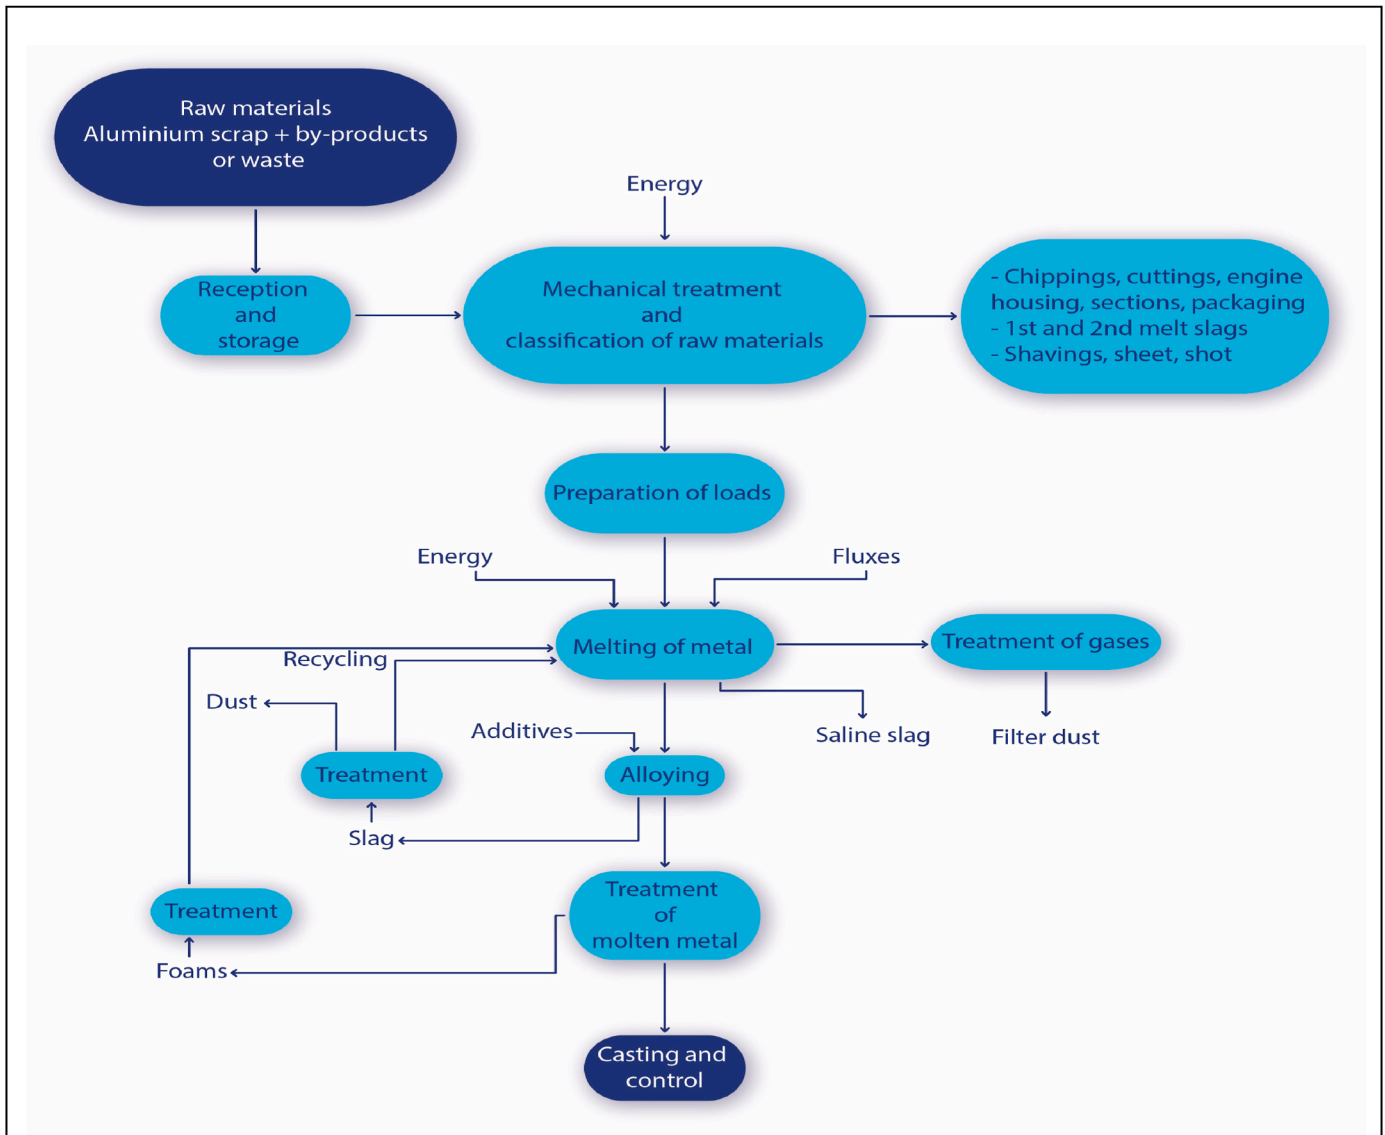 Raw materials
Aluminium scrap + by-products
or waste
Energy
Reception
and
storage
Mechanical treatment
and
classification of raw materials
- Chippings, cuttings, engine
housing, sections, packaging
- 1st and 2nd melt slags
- Shavings, sheet, shot
Preparation of loads
Energy
Fluxes
Melting of metal
Treatment of gases
Recycling
Dust
Additives
Saline slag
Filter dust
Treatment
Alloying
Slag
Treatment
of
molten metal
Treatment
Foams
Casting and
control